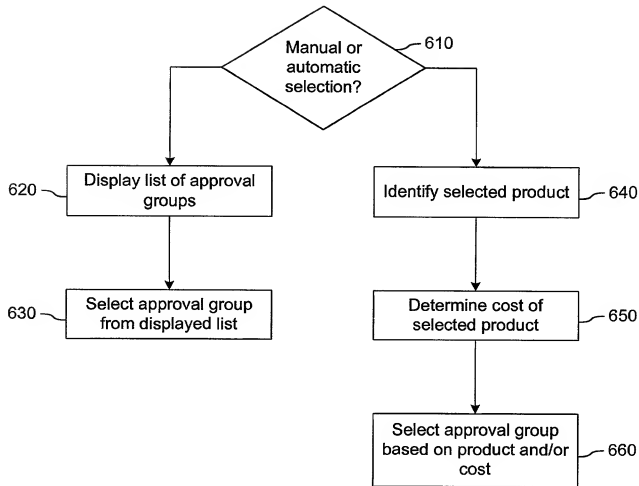 Manual or
automatic
selection?
610
620
Display list of approval
groups
Identify selected product
640
630
Select approval group
from displayed list
Determine cost of
selected product
650
Select approval group
based on product and/or
cost
660